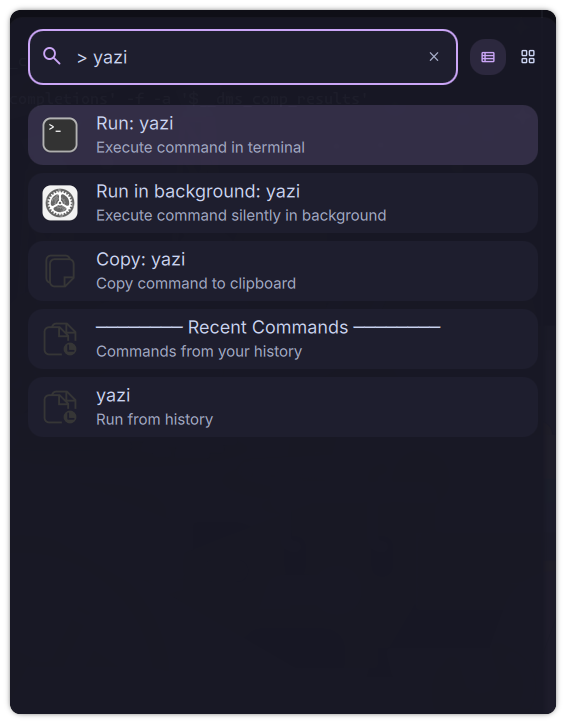 > yazi
Run: yazi
Execute command in terminal
Run in background: yazi
Execute command silently in background
Copy: yazi
Copy command to clipboard
───────── Recent Commands ─────────
Commands from your history
yazi
Run from history